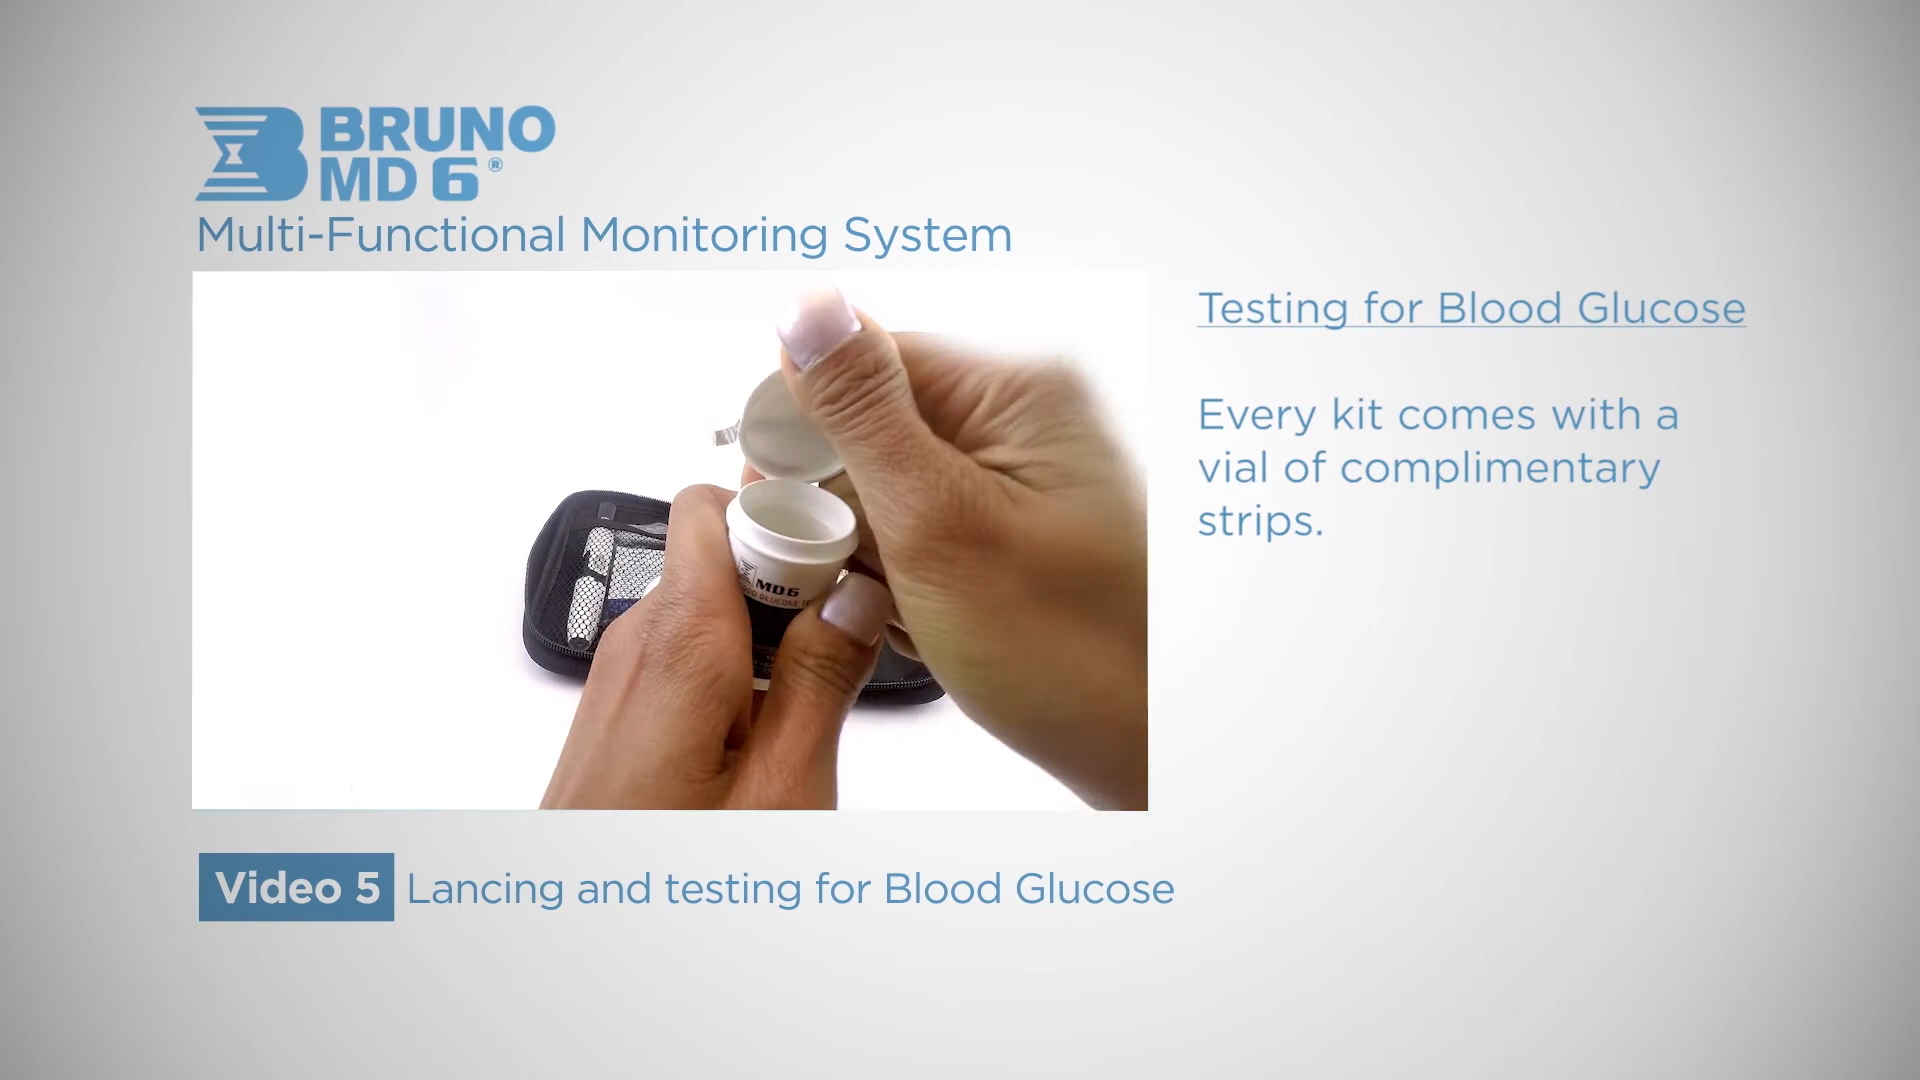 BRUNO
MD 6®
Multi-Functional Monitoring System
Testing for Blood Glucose
Every kit comes with a
vial of complimentary
strips.
MD6
GLUCOSE
Video 5 Lancing and testing for Blood Glucose